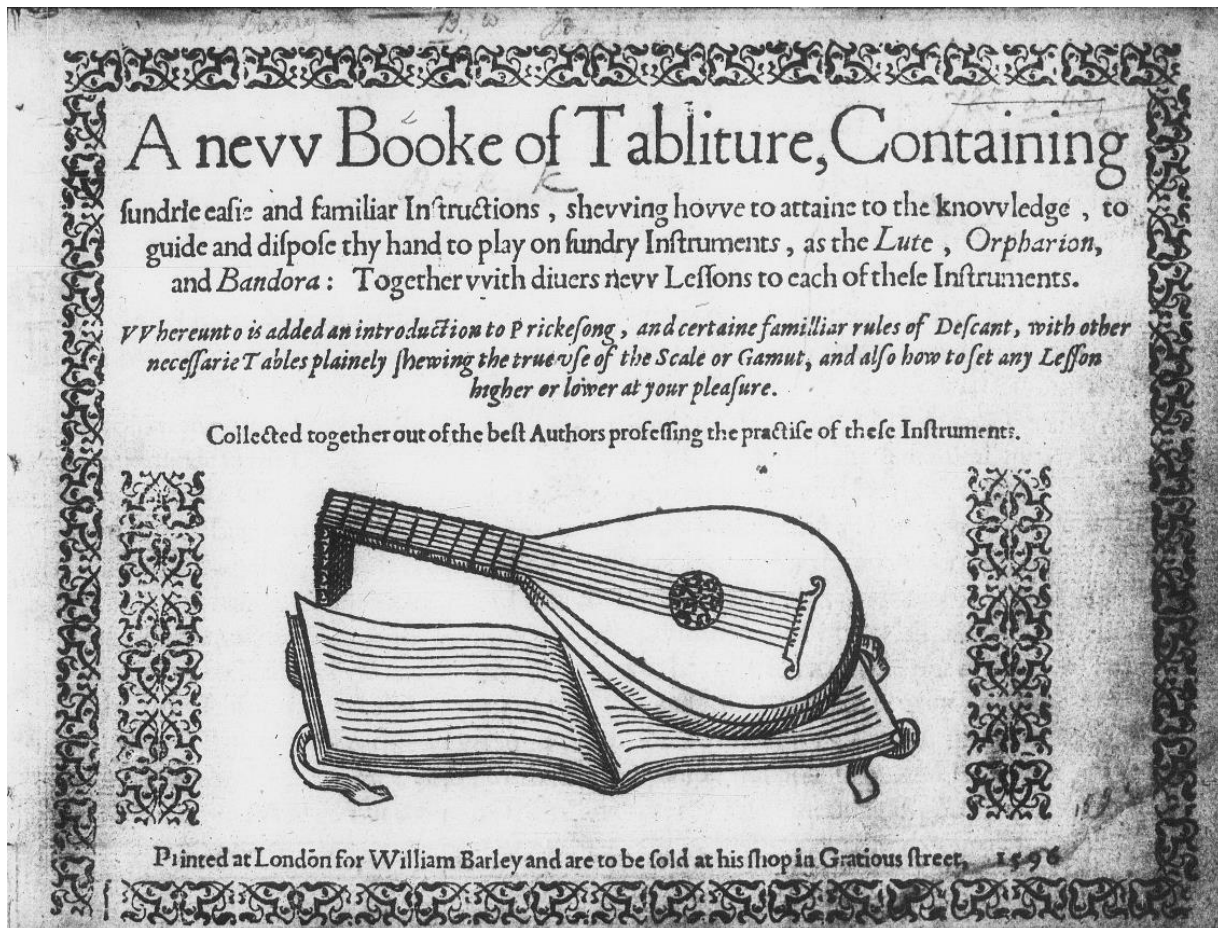 A nevv Booke of Tabliture, Containing
ſundrie eaſie and familiar Inſtructions , shevving hovve to attaine to the knovvledge , to
guide and diſpoſe thy hand to play on ſundry Inſtruments , as the Lute , Orpharion,
and Bandora : Together vvith diuers nevv Leſſons to each of theſe Inſtruments.
VVhereunto is added an introduction to Prickeſong , and certaine familliar rules of Deſcant, with other
neceſſarie Tables plainely ſhewing the true vſe of the Scale or Gamut, and alſo how to ſet any Leſſon
higher or lower at your pleaſure.
Collected together out of the beſt Authors profeſſing the practiſe of theſe Inſtruments.
Printed at London for William Barley and are to be ſold at his ſhop in Gratious ſtreet, 1596